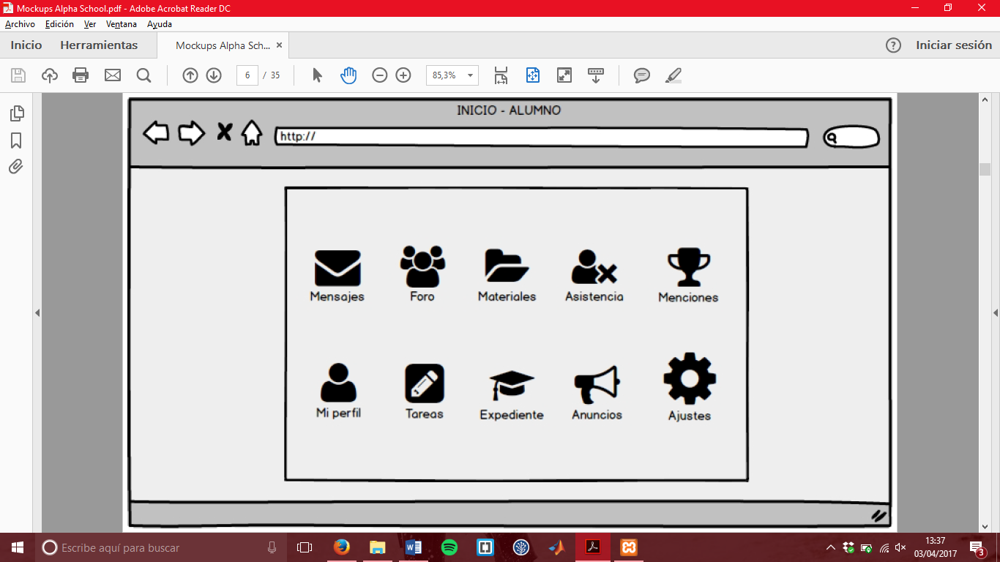 Mockups Alpha School.pdf - Adobe Acrobat Reader DC
Archivo Edición Ver Ventana Ayuda
Inicio Herramientas Mockups Alpha Sch... × ? Iniciar sesión
6 / 35 85,3%
INICIO - ALUMNO
http://
Mensajes Foro Materiales Asistencia Menciones
Mi perfil Tareas Expediente Anuncios Ajustes
Escribe aquí para buscar
13:37
03/04/2017
3